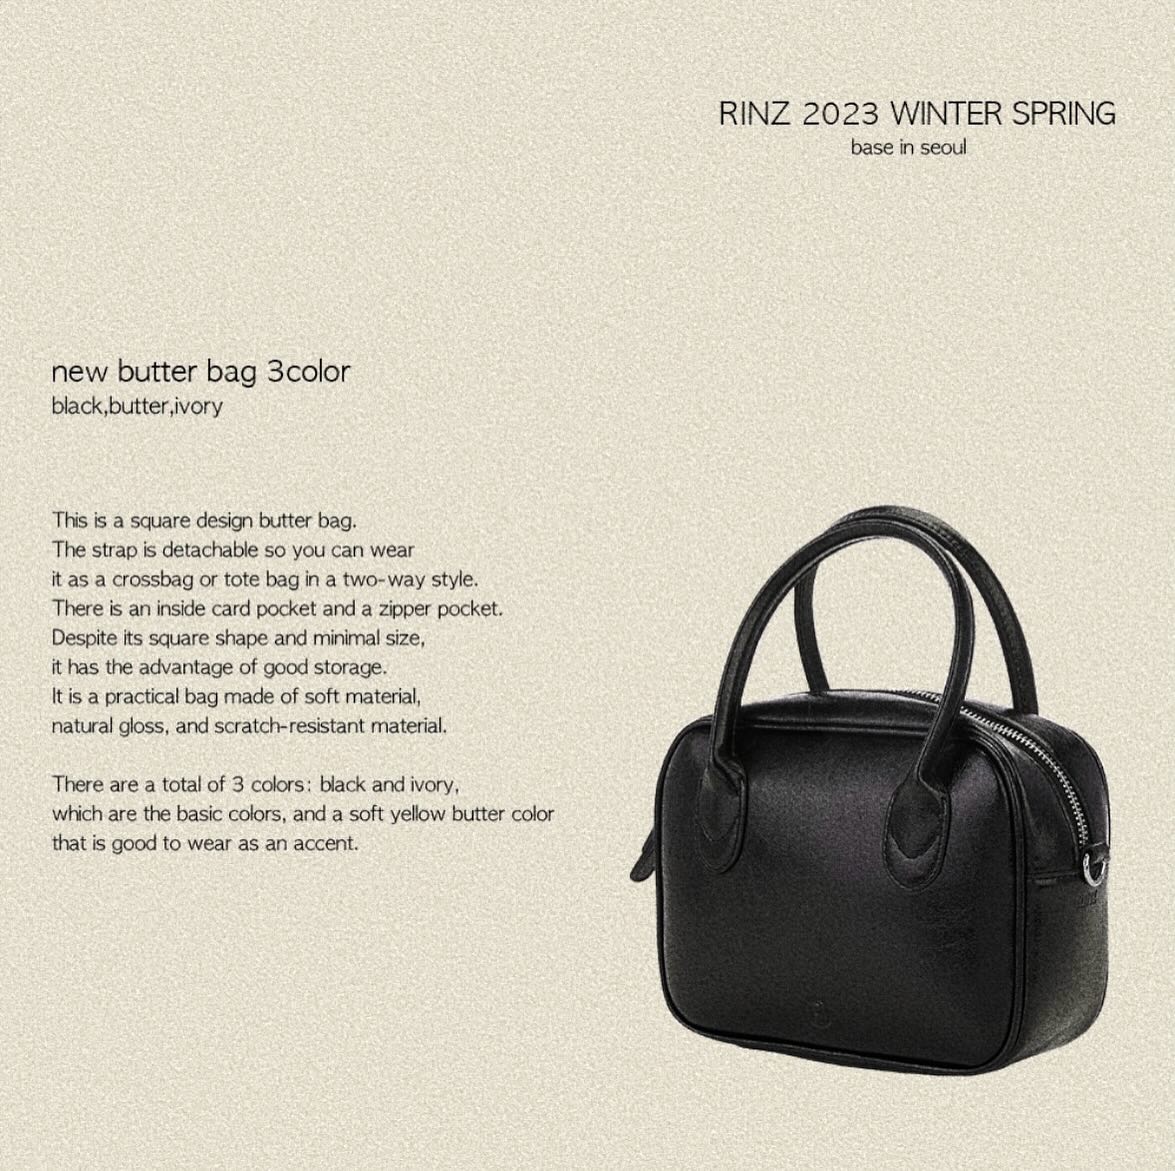 RINZ 2023 WINTER SPRING
base in seoul
new butter bag 3color
black,butter,ivory
This is a square design butter bag.
The strap is detachable so you can wear
it as a crossbag or tote bag in a two-way style.
There is an inside card pocket and a zipper pocket.
Despite its square shape and minimal size,
it has the advantage of good storage.
It is a practical bag made of soft material,
natural gloss, and scratch-resistant material.
There are a total of 3 colors: black and ivory,
which are the basic colors, and a soft yellow butter color
that is good to wear as an accent.